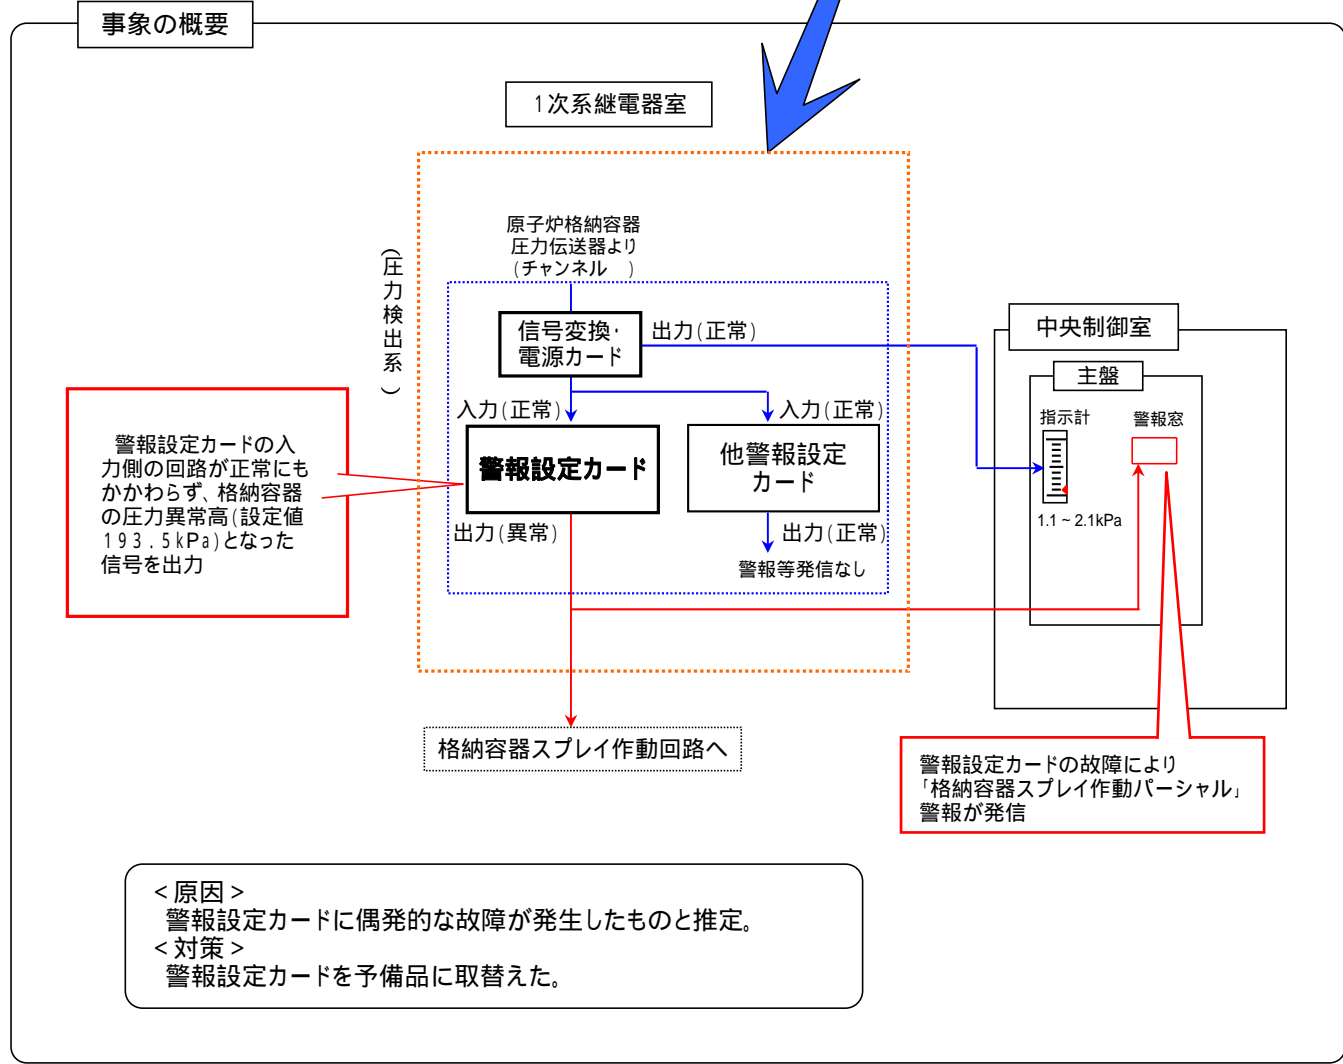 事象の概要
1次系継電器室
原子炉格納容器
圧力伝送器より
(チャンネル　)
(圧力検出系)
信号変換・
電源カード
出力(正常)
入力(正常)
入力(正常)
警報設定カード
他警報設定
カード
出力(異常)
出力(正常)
警報等発信なし
警報設定カードの入
力側の回路が正常にも
かかわらず、格納容器
の圧力異常高(設定値
193.5kPa)となった
信号を出力
中央制御室
主盤
指示計
警報窓
1.1～2.1kPa
格納容器スプレイ作動回路へ
警報設定カードの故障により
「格納容器スプレイ作動パーシャル」
警報が発信
<原因>
警報設定カードに偶発的な故障が発生したものと推定。
<対策>
警報設定カードを予備品に取替えた。